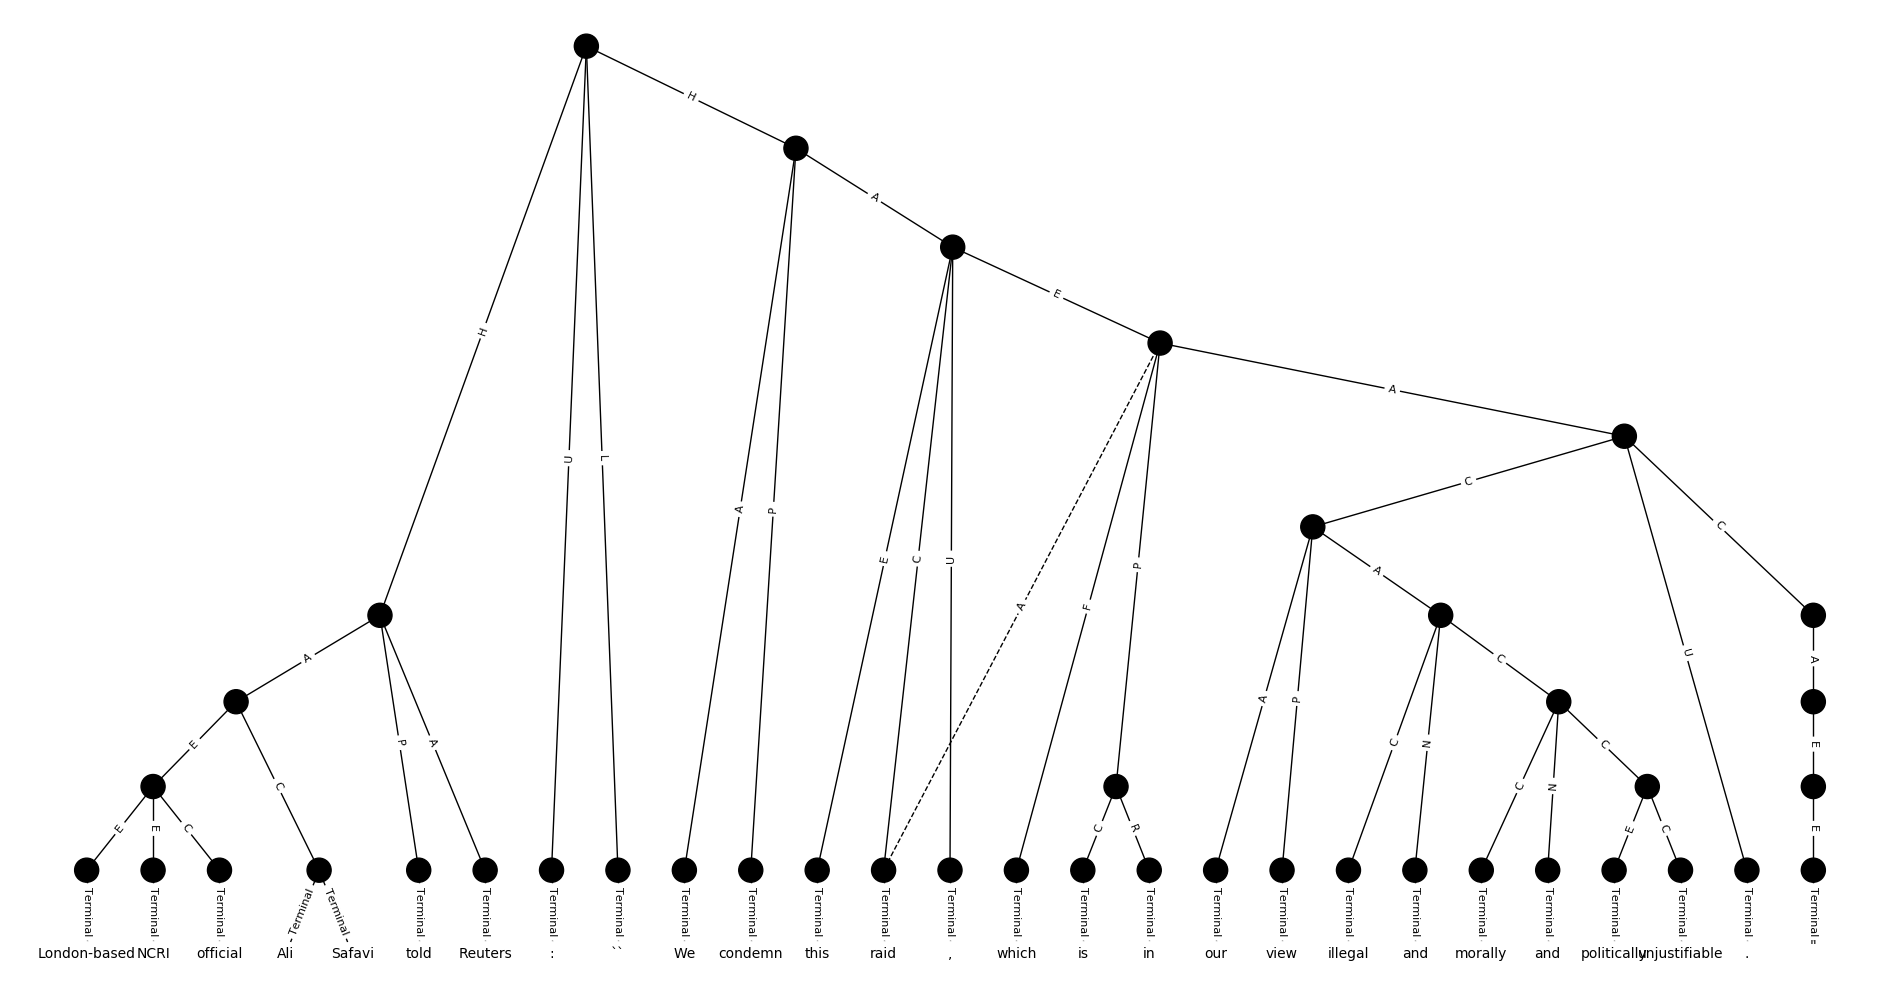 H
A
H
E
A
U L
C
A P
C
E C U
P
A
A F
A
A
C
U
A
E
P A
C
A P
C N
C
C N
E
E E C
C R
E C
E
Terminal Terminal Terminal Terminal Terminal Terminal Terminal Terminal Terminal Terminal Terminal Terminal Terminal Terminal Terminal Terminal Terminal Terminal Terminal Terminal Terminal Terminal Terminal Terminal Terminal Terminal Terminal
London-based NCRI official Ali Safavi told Reuters : `` We condemn this raid , which is in our view illegal and morally and politically unjustifiable . "